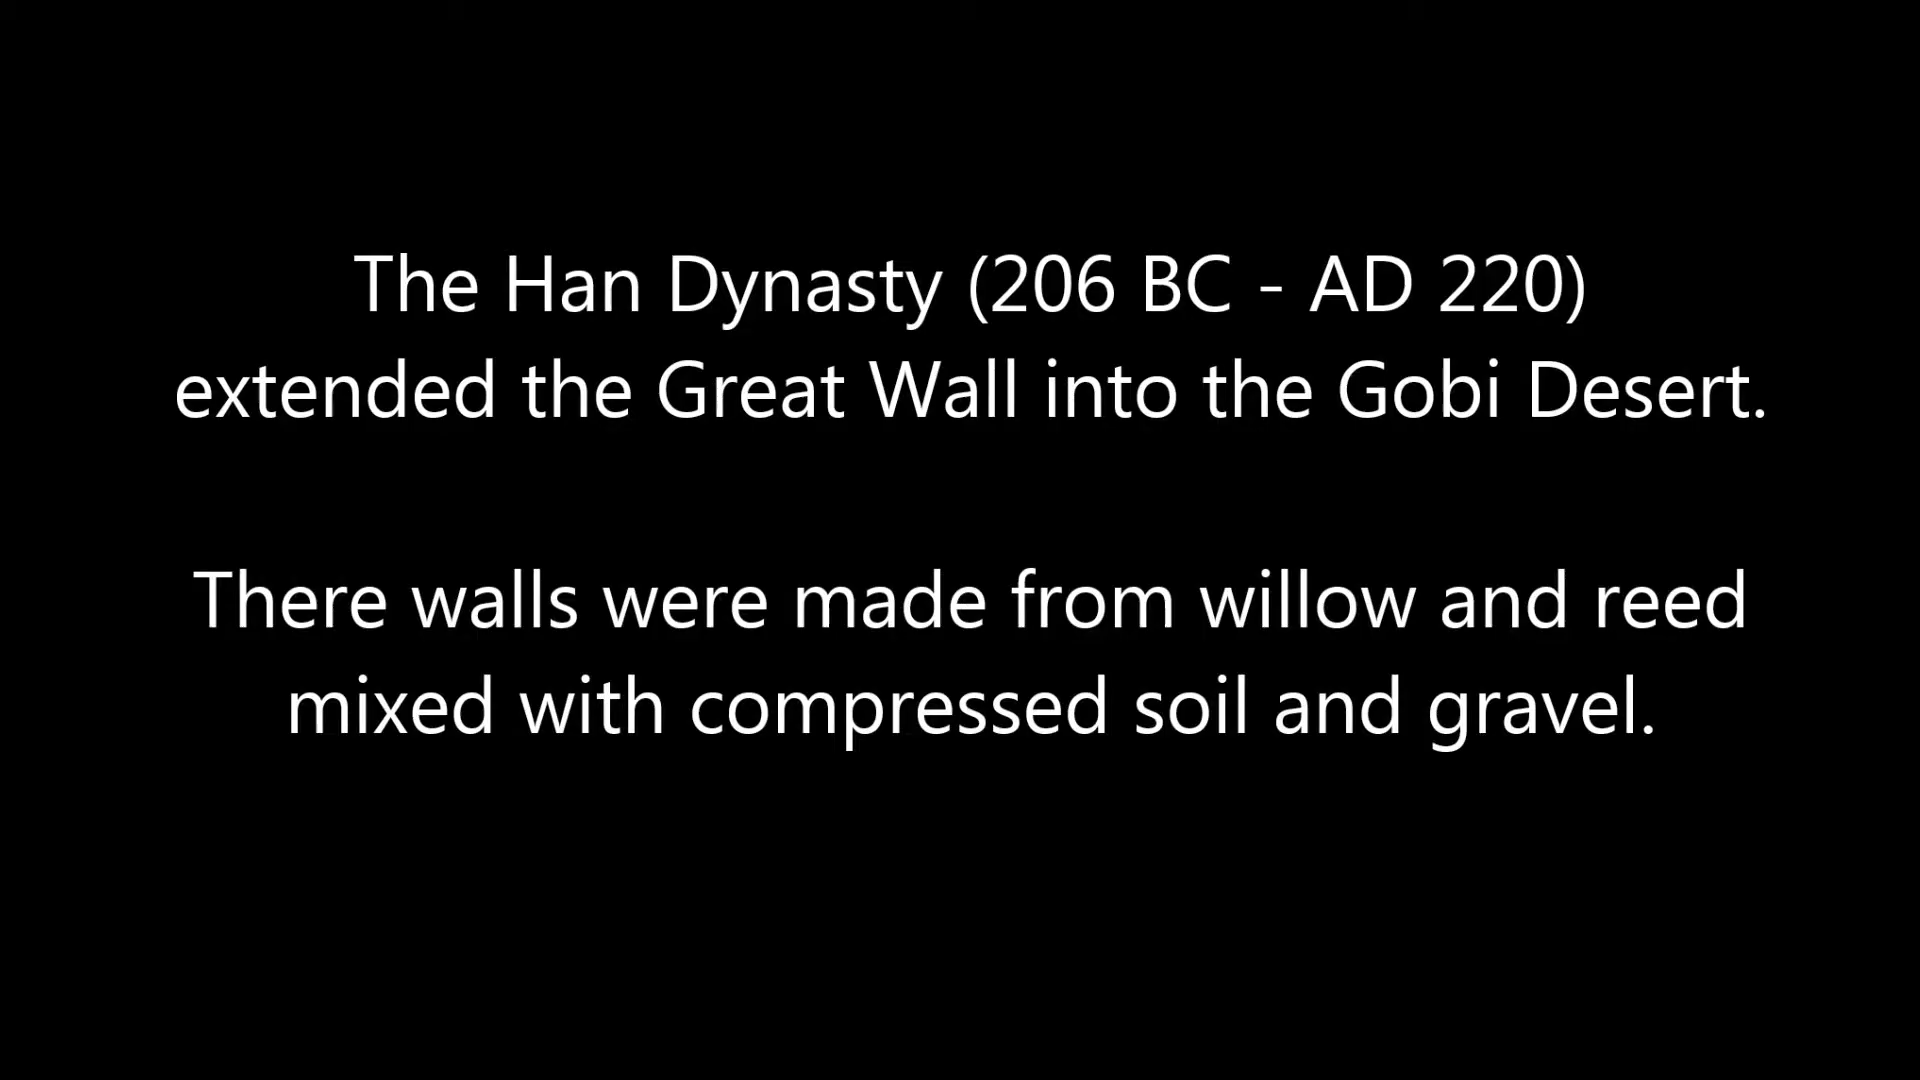 The Han Dynasty (206 BC - AD 220)
extended the Great Wall into the Gobi Desert.
There walls were made from willow and reed
mixed with compressed soil and gravel.